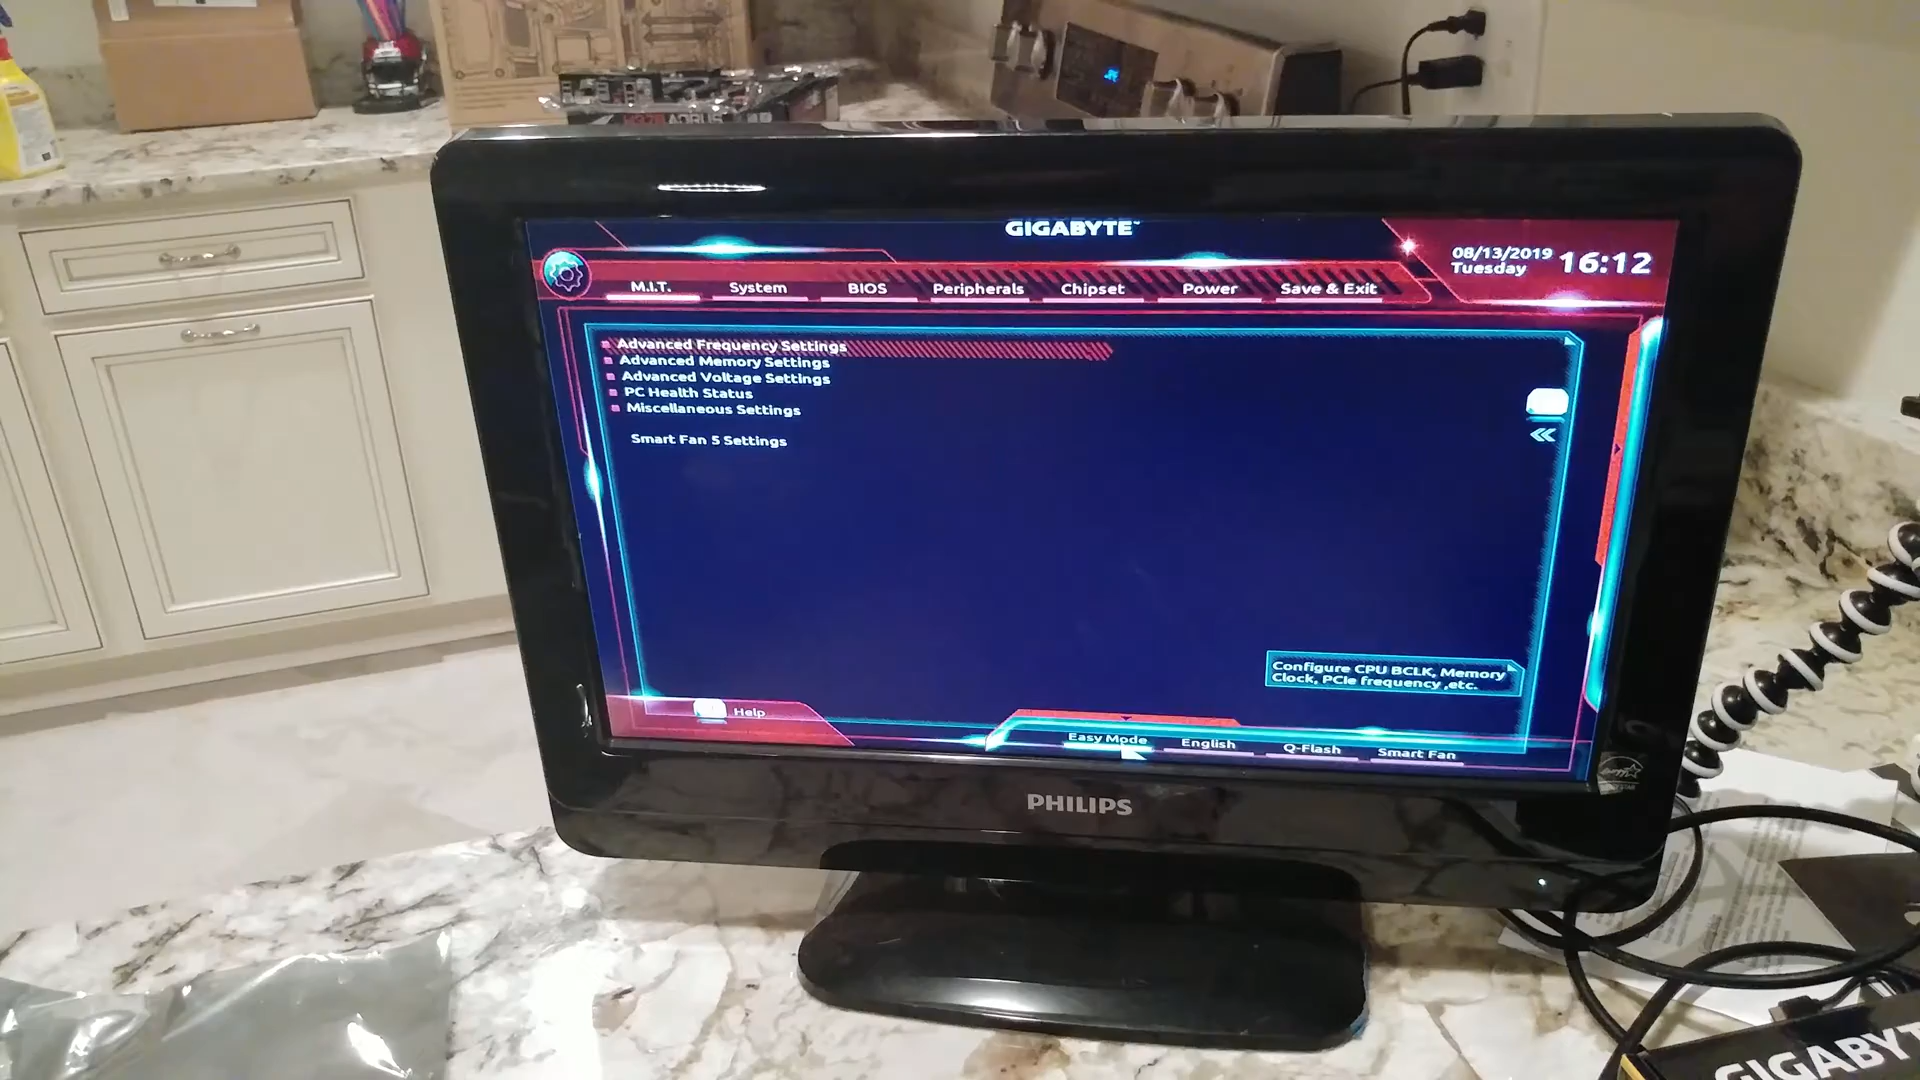 AORUS
GIGABYTE
08/13/2019
Tuesday
16:12
M.I.T.
System
BIOS
Peripherals
Chipset
Power
Save & Exit
Advanced Frequency Settings
Advanced Memory Settings
Advanced Voltage Settings
PC Health Status
Miscellaneous Settings
Smart Fan 5 Settings
Configure CPU BCLK, Memory
Clock, PCIe frequency ,etc.
Help
Easy Mode
English
Q-Flash
Smart Fan
PHILIPS
GIGABYT